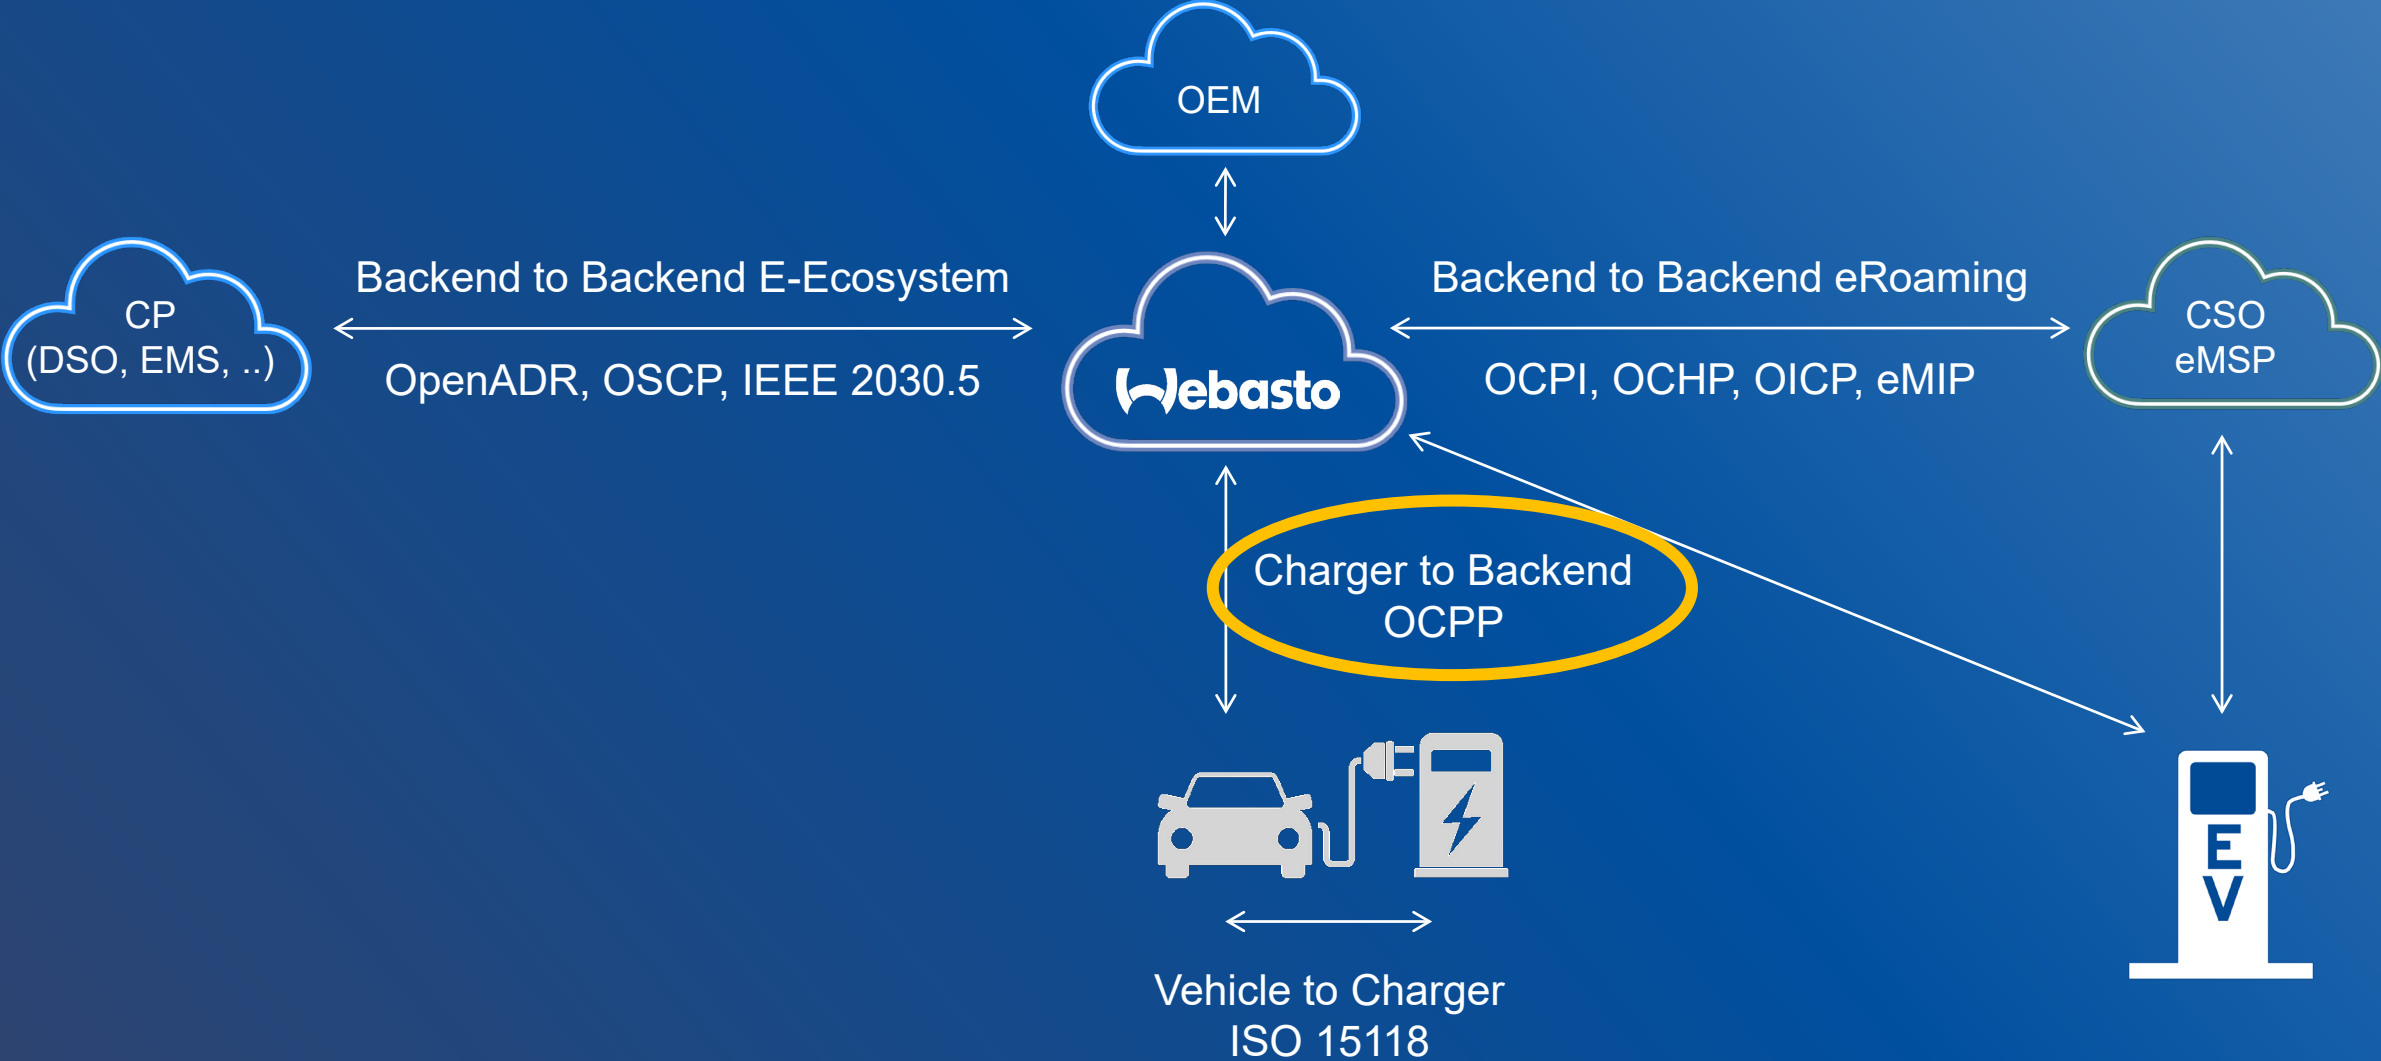 OEM
CP
(DSO, EMS, ..)
Backend to Backend E-Ecosystem
OpenADR, OSCP, IEEE 2030.5
Webasto
Backend to Backend eRoaming
OCPI, OCHP, OICP, eMIP
CSO
eMSP
Charger to Backend
OCPP
EV
Vehicle to Charger
ISO 15118